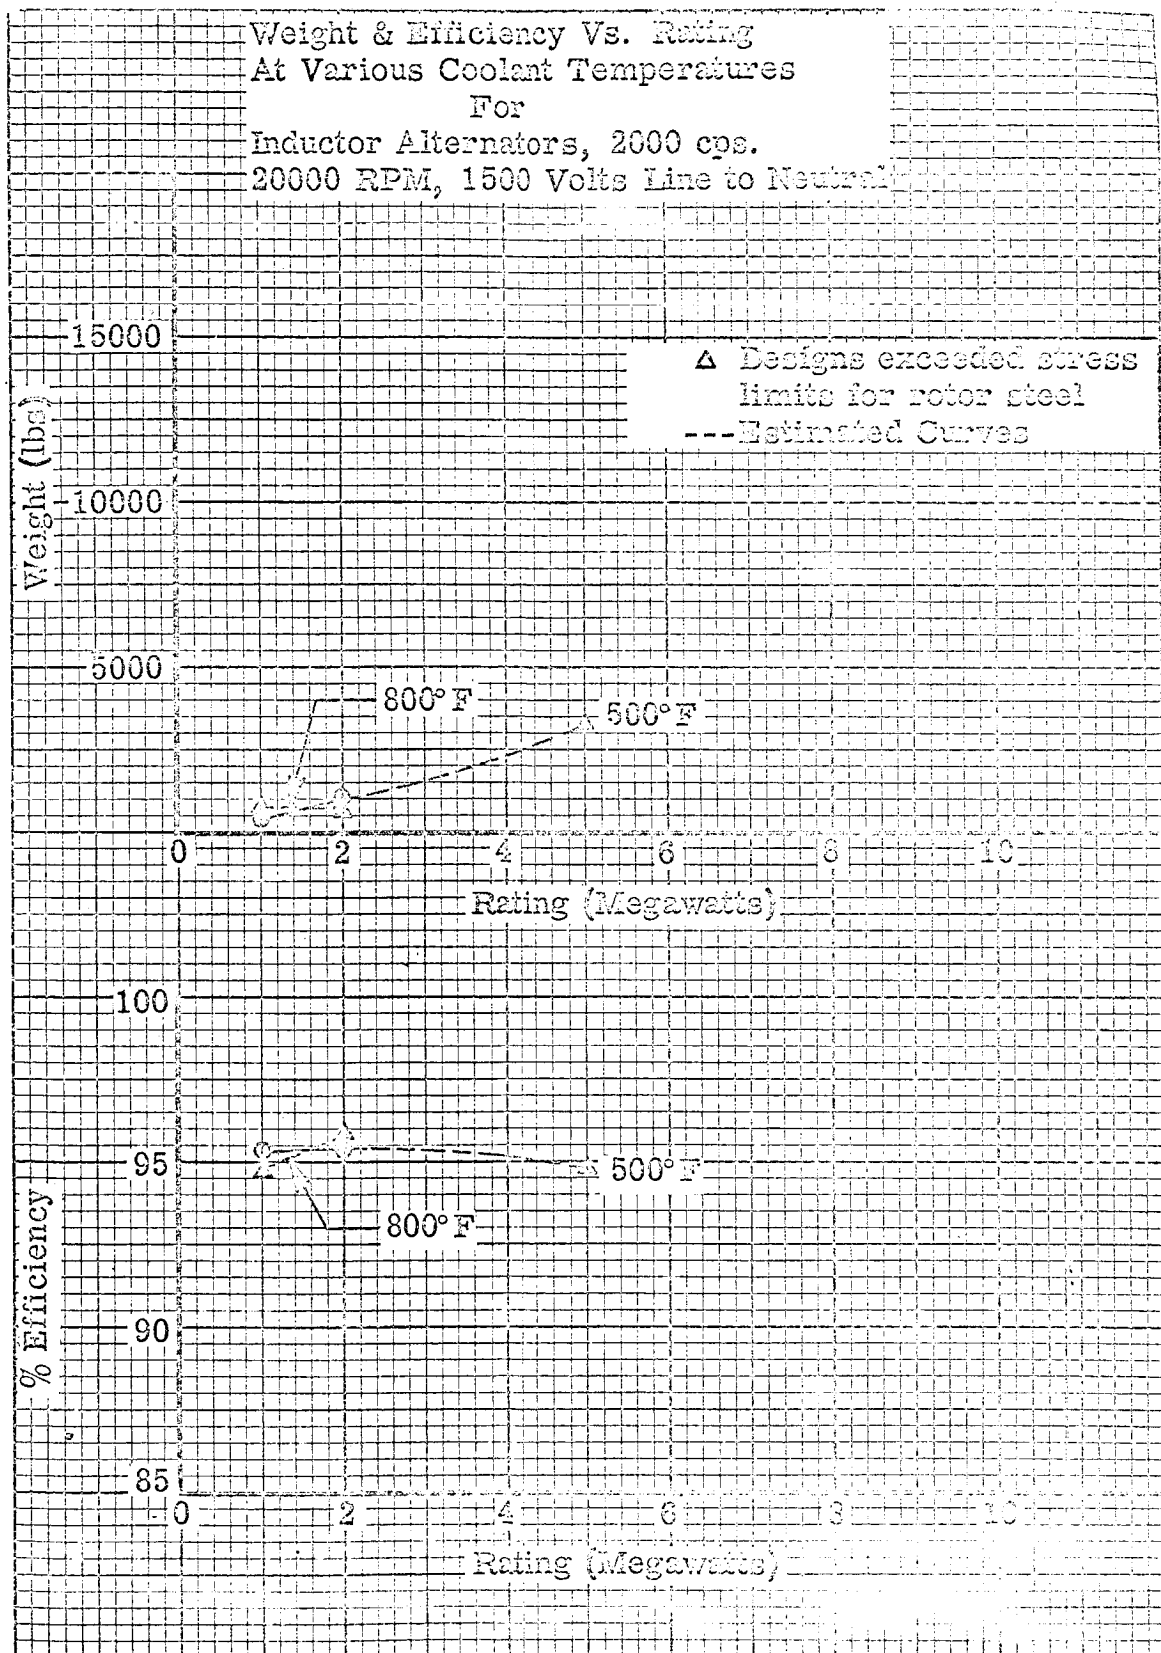 Weight & Efficiency Vs. Rating
At Various Coolant Temperatures
For
Inductor Alternators, 2000 cps.
20000 RPM, 1500 Volts Line to Neutral
15000
Δ Designs exceeded stress
limits for rotor steel
---Estimated Curves
Weight (lbs)
10000
5000
800°F
500°F
0 2 4 6 8 10
Rating (Megawatts)
100
95
500°F
800°F
% Efficiency
90
85
0 2 4 6 8 10
Rating (Megawatts)